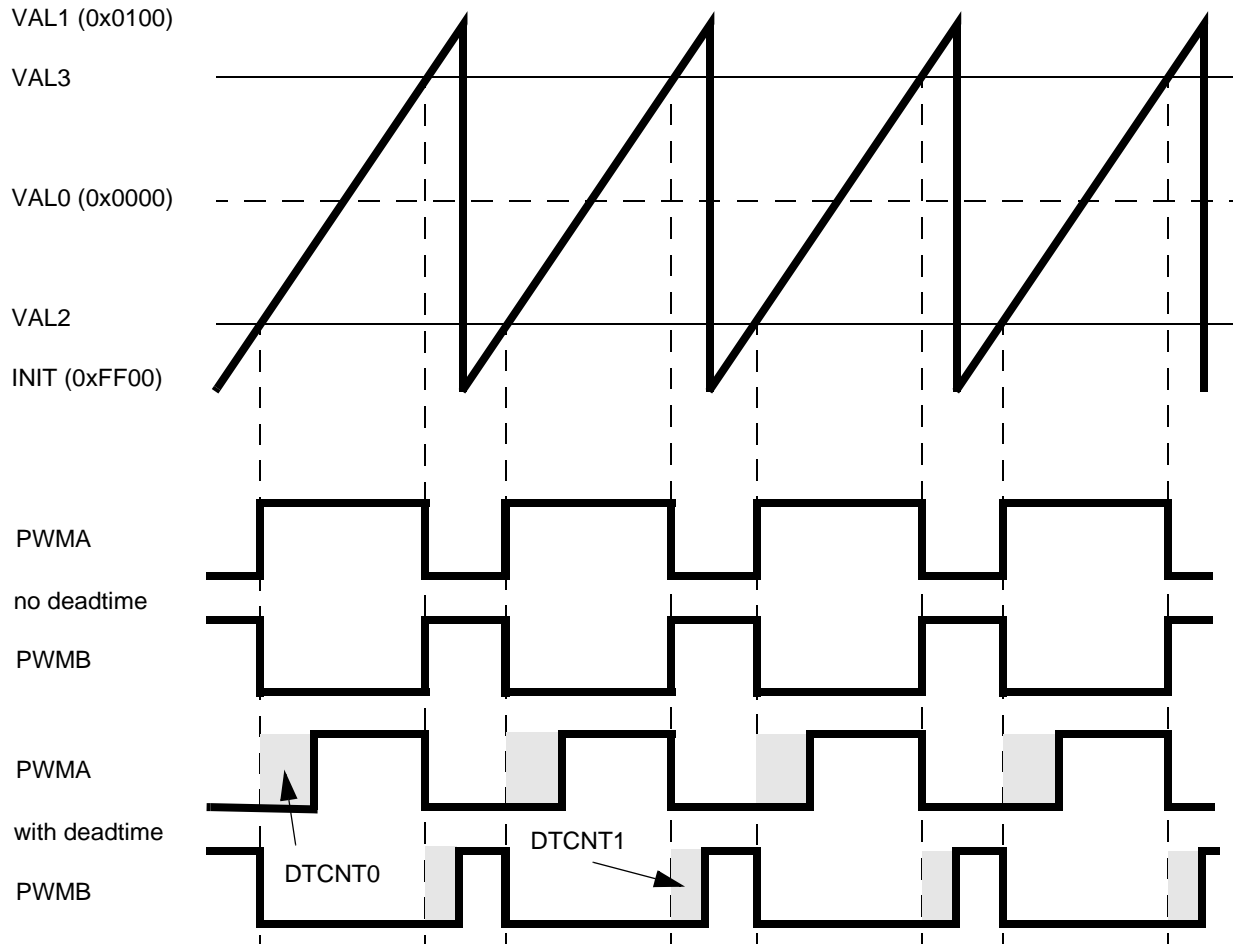 VAL1 (0x0100)
VAL3
VAL0 (0x0000)
VAL2
INIT (0xFF00)
PWMA
no deadtime
PWMB
PWMA
with deadtime
DTCNT0
DTCNT1
PWMB